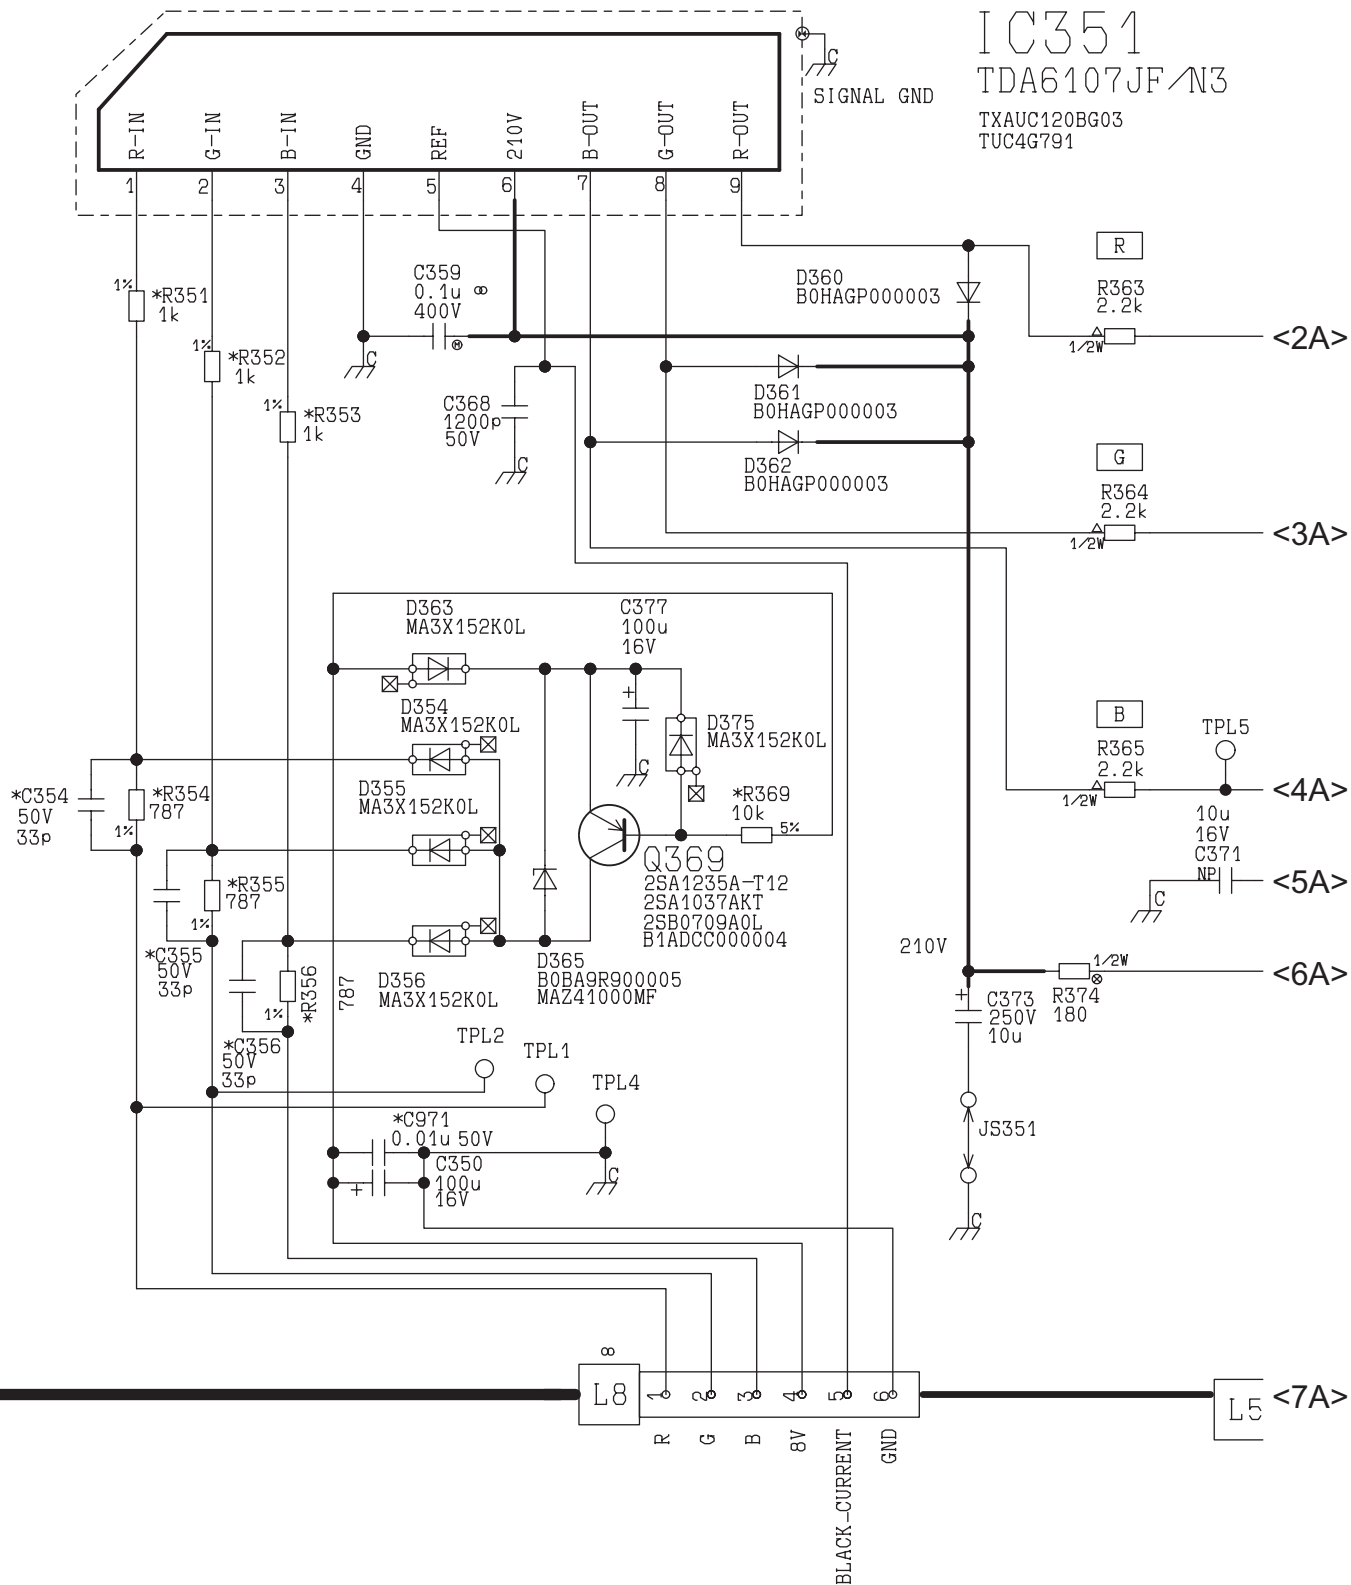 IC351
TDA6107JF/N3
TXAUC120BG03
TUC4G791
C
SIGNAL GND
R-IN
G-IN
B-IN
GND
REF
210V
B-OUT
G-OUT
R-OUT
1
2
3
4
5
6
7
8
9
1%
*R351
1k
1%
*R352
1k
1%
*R353
1k
C359
0.1u
400V
M
C
C368
1200p
50V
C
D360
B0HAGP000003
D361
B0HAGP000003
D362
B0HAGP000003
R
R363
2.2k
1/2W
<2A>
G
R364
2.2k
1/2W
<3A>
B
R365
2.2k
1/2W
TPL5
<4A>
10u
16V
C371
NP
C
<5A>
D363
MA3X152K0L
C377
100u
16V
+
C
D354
MA3X152K0L
D375
MA3X152K0L
D355
MA3X152K0L
*R369
10k
5%
*C354
50V
33p
*R354
787
1%
Q369
2SA1235A-T12
2SA1037AKT
2SB0709A0L
B1ADCC000004
*R355
787
1%
*C355
50V
33p
*R356
787
1%
*C356
50V
33p
D356
MA3X152K0L
D365
B0BA9R900005
MAZ41000MF
210V
+
C373
250V
10u
1/2W
R374
180
<6A>
TPL2
TPL1
TPL4
*C971
0.01u 50V
C350
100u
16V
+
C
JS351
C
L8
1
2
3
4
5
6
R
G
B
8V
BLACK-CURRENT
GND
L5
<7A>